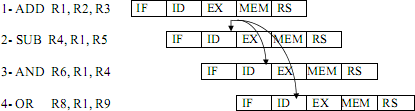 1- ADD R1, R2, R3 IF ID EX MEM RS
2- SUB R4, R1, R5 IF ID EX MEM RS
3- AND R6, R1, R4 IF ID EX MEM RS
4- OR R8, R1, R9 IF ID EX MEM RS